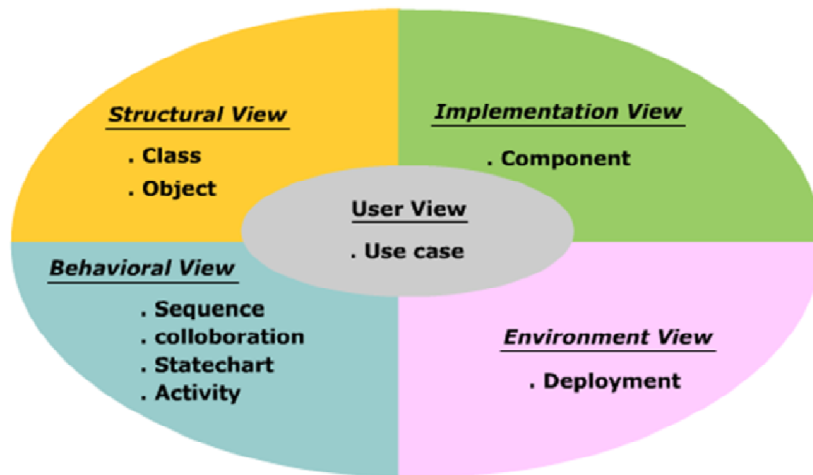 Structural View
. Class
. Object
Implementation View
. Component
User View
. Use case
Behavioral View
. Sequence
. colloboration
. Statechart
. Activity
Environment View
. Deployment